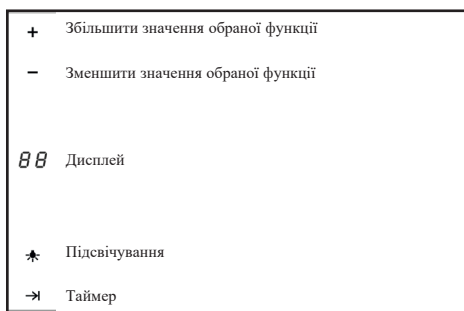 + Збільшити значення обраної функції
− Зменшити значення обраної функції
88 Дисплей
Підсвічування
Таймер